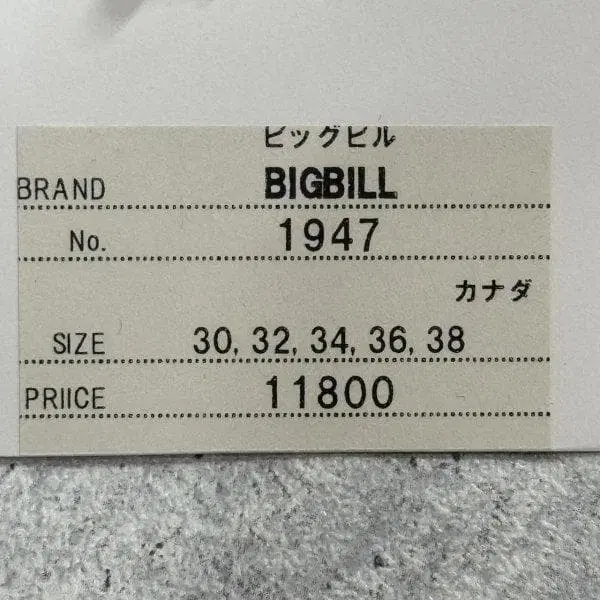 ビッグビル
BRAND BIGBILL
No. 1947
カナダ
SIZE 30, 32, 34, 36, 38
PRIICE 11800